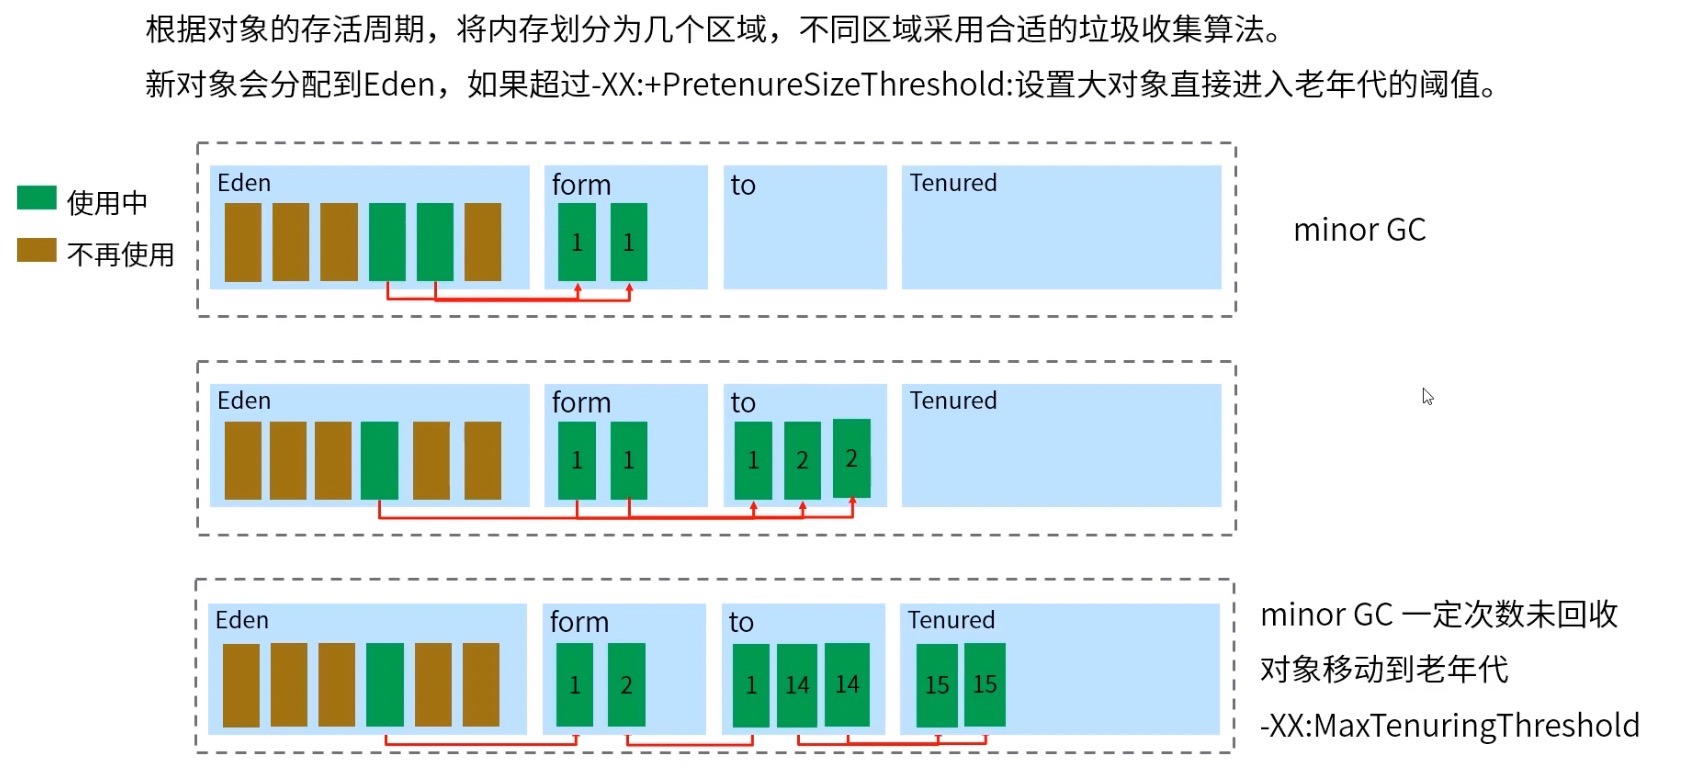 根据对象的存活周期，将内存划分为几个区域，不同区域采用合适的垃圾收集算法。
新对象会分配到Eden，如果超过-XX:+PretenureSizeThreshold:设置大对象直接进入老年代的阈值。
使用中
不再使用
Eden
form
to
Tenured
1
1
minor GC
Eden
form
to
Tenured
1
1
1
2
2
Eden
form
to
Tenured
1
2
1
14
14
15
15
minor GC 一定次数未回收
对象移动到老年代
-XX:MaxTenuringThreshold